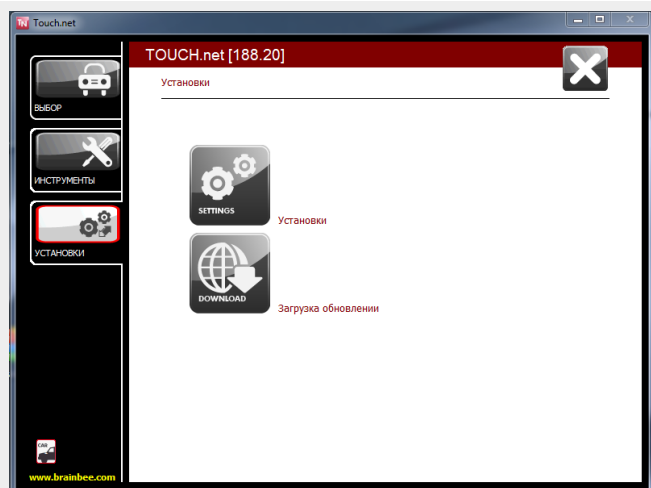 TN Touch.net
TOUCH.net [188.20]
Установки
ВЫБОР
ИНСТРУМЕНТЫ
УСТАНОВКИ
SETTINGS
Установки
DOWNLOAD
Загрузка обновлении
CAR
www.brainbee.com